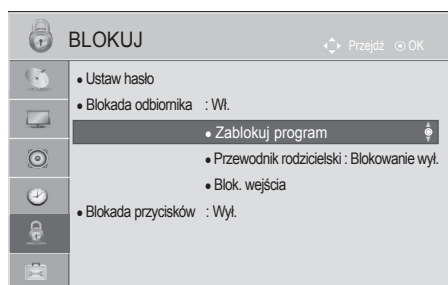 BLOKUJ
Przejdź OK
• Ustaw hasło
• Blokada odbiornika : Wł.
• Zablokuj program
• Przewodnik rodzicielski : Blokowanie wył.
• Blok. wejścia
• Blokada przycisków : Wył.